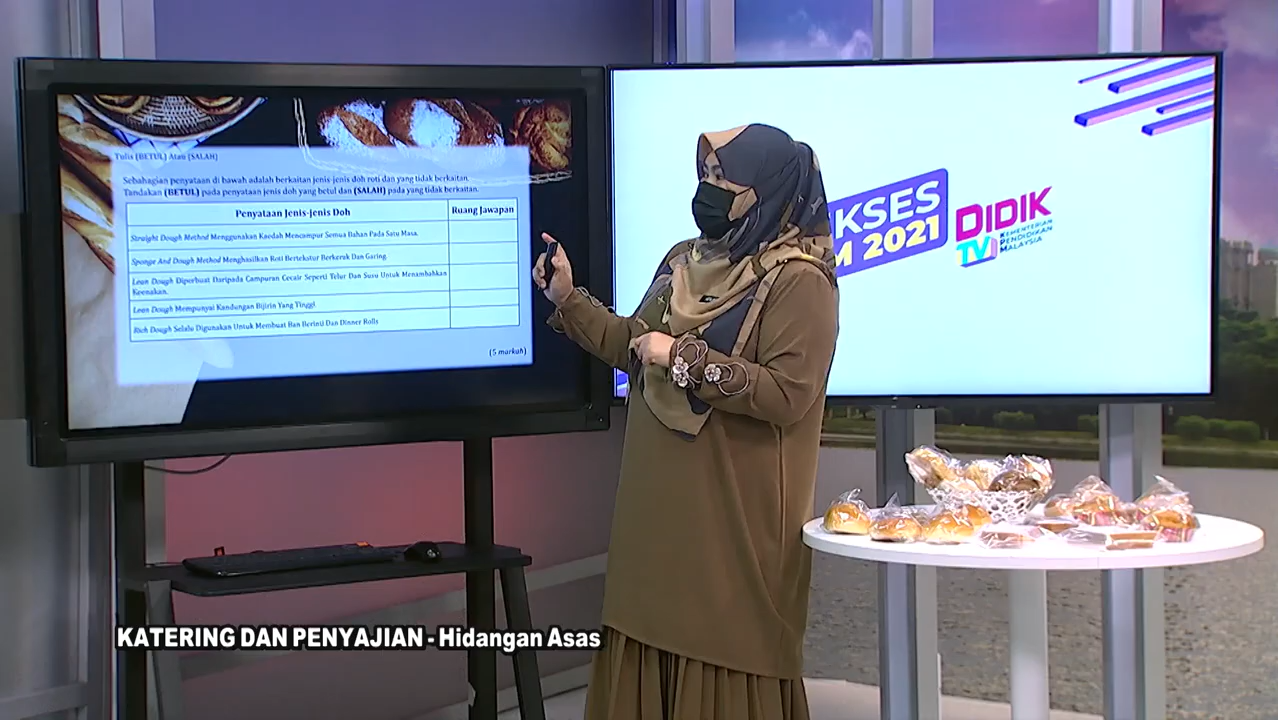 Tulis (BETUL) Atau (SALAH)
Sebahagian penyataan di bawah adalah berkaitan jenis-jenis doh roti dan yang tidak berkaitan.
Tandakan (BETUL) pada penyataan jenis doh yang betul dan (SALAH) pada yang tidak berkaitan.
Penyataan Jenis-jenis Doh
Ruang Jawapan
Straight Dough Method Menggunakan Kaedah Mencampur Semua Bahan Pada Satu Masa.
Sponge And Dough Method Menghasilkan Roti Bertekstur Berkerak Dan Garing
Lean Dough Diperbuat Daripada Campuran Cecair Seperti Telur Dan Susu Untuk Menambahkan
Keenakan.
Lean Dough Mempunyai Kandungan Bijirin Yang Tinggi
Rich Dough Selalu Digunakan Untuk Membuat Ban Berinti Dan Dinner Rolls
(5 markah)
KSES
M 2021
DIDIK
TV
KEMENTERIAN
PENDIDIKAN
MALAYSIA
KATERING DAN PENYAJIAN - Hidangan Asas